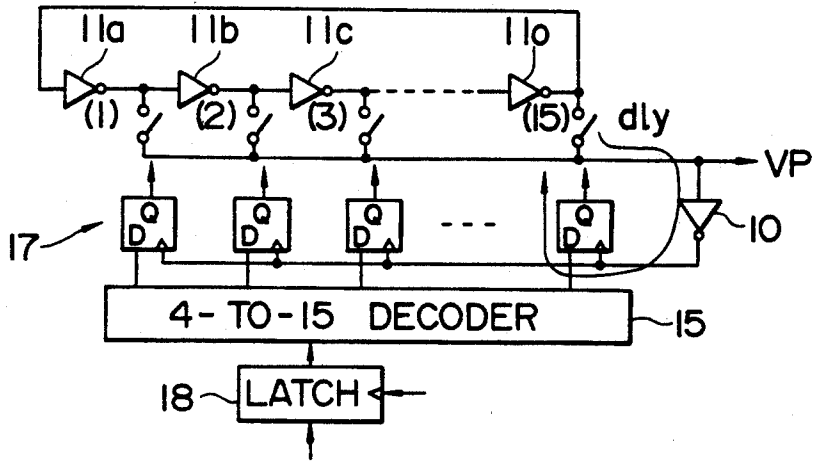 11a 11b 11c 11o
(1) (2) (3) (15) dly
VP
Q Q Q Q
17 D D D D 10
4-TO-15 DECODER 15
18 LATCH